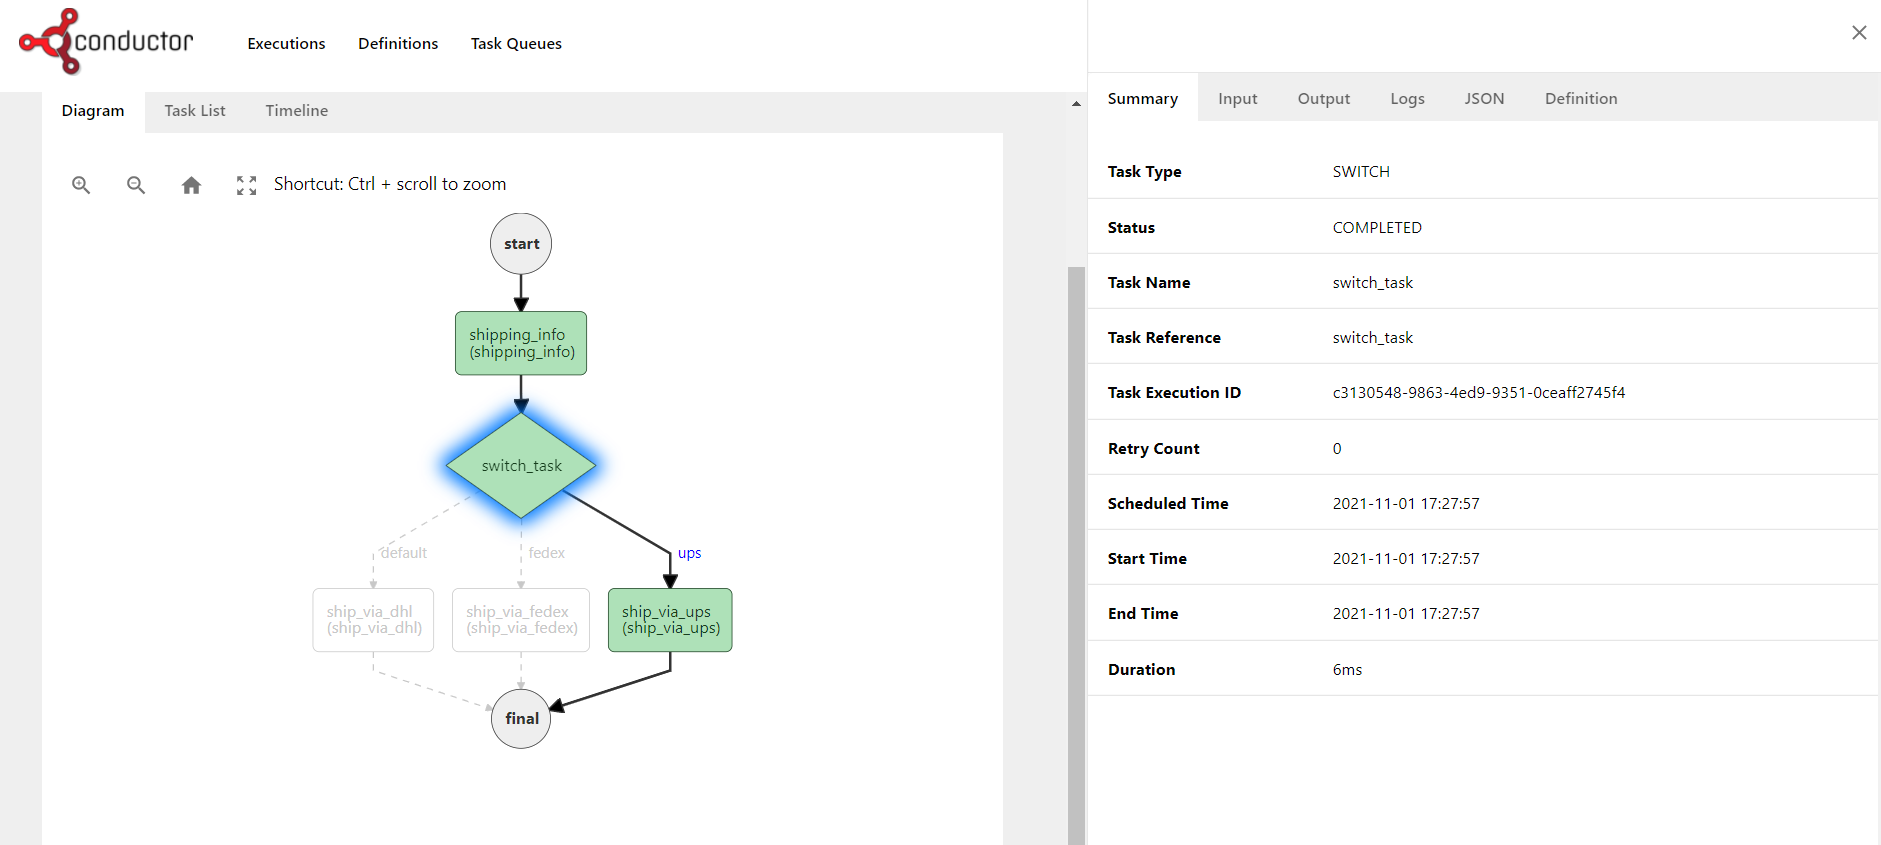 conductor
Executions Definitions Task Queues
Diagram Task List Timeline
Shortcut: Ctrl + scroll to zoom
start
shipping_info
(shipping_info)
switch_task
default fedex ups
ship_via_dhl
(ship_via_dhl)
ship_via_fedex
(ship_via_fedex)
ship_via_ups
(ship_via_ups)
final
Summary Input Output Logs JSON Definition
Task Type SWITCH
Status COMPLETED
Task Name switch_task
Task Reference switch_task
Task Execution ID c3130548-9863-4ed9-9351-0ceaff2745f4
Retry Count 0
Scheduled Time 2021-11-01 17:27:57
Start Time 2021-11-01 17:27:57
End Time 2021-11-01 17:27:57
Duration 6ms